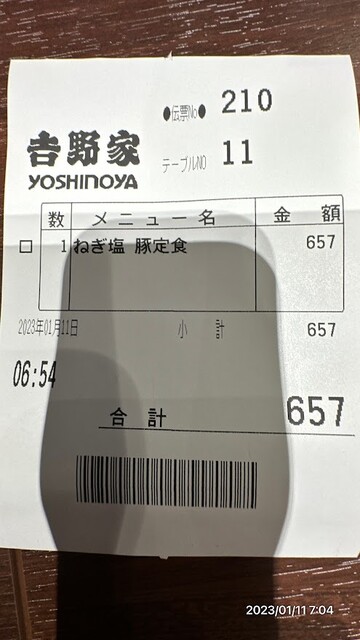 ●伝票No● 210
吉野家
テーブルNO 11
YOSHINOYA
数 メニュー名 金額
□ 1 ねぎ塩 豚定食 657
2023年01月11日 小計 657
06:54
合計 657
2023/01/11 7:04